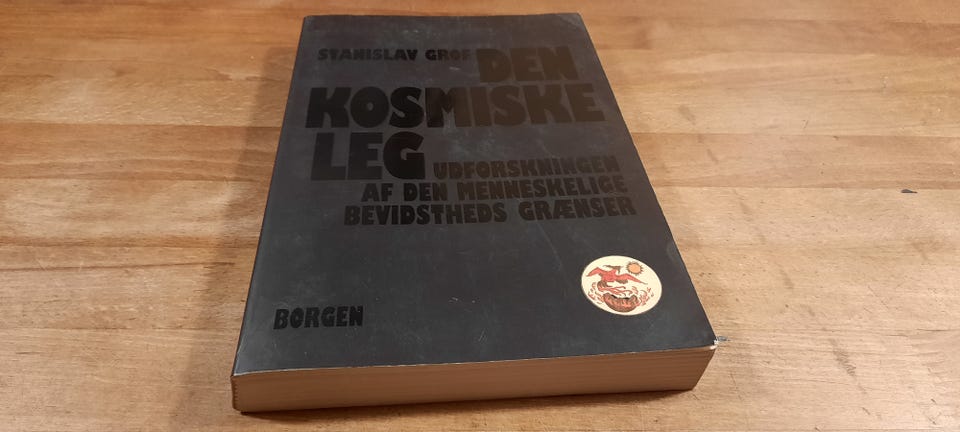 STANISLAV GROF DEN
KOSMISKE
LEG UDFORSKNINGEN
AF DEN MENNESKELIGE
BEVIDSTHEDS GRÆNSER
BORGEN